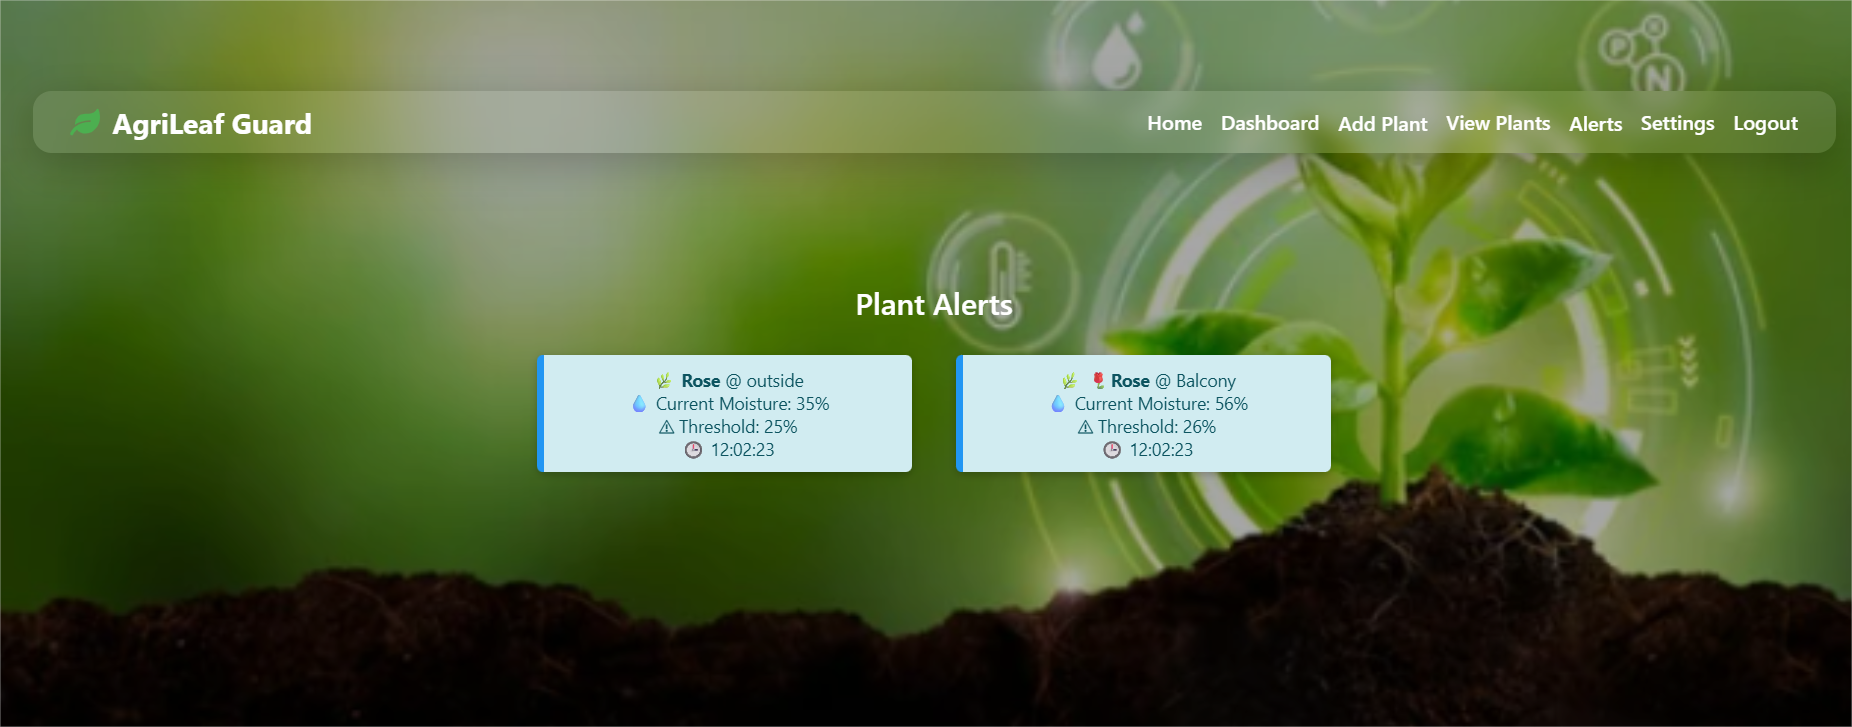 AgriLeaf Guard
Home Dashboard Add Plant View Plants Alerts Settings Logout
P
N
Plant Alerts
🌿 Rose @ outside
💧 Current Moisture: 35%
⚠ Threshold: 25%
🕒 12:02:23
🌿 🌹Rose @ Balcony
💧 Current Moisture: 56%
⚠ Threshold: 26%
🕒 12:02:23